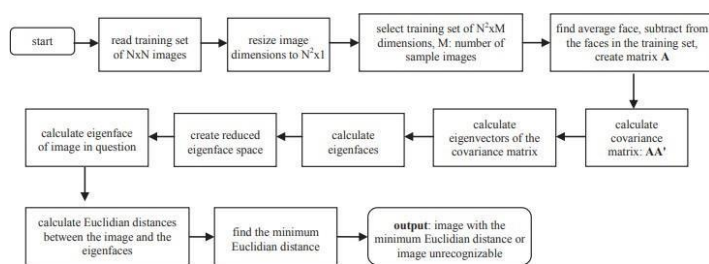 start
read training set
of NxN images
resize image
dimensions to N²x1
select training set of N²xM
dimensions, M: number of
sample images
find average face, subtract from
the faces in the training set,
create matrix A
calculate
covariance
matrix: AA'
calculate
eigenvectors of the
covariance matrix
calculate
eigenfaces
create reduced
eigenface space
calculate eigenface
of image in question
calculate Euclidian distances
between the image and the
eigenfaces
find the minimum
Euclidian distance
output: image with the
minimum Euclidian distance or
image unrecognizable